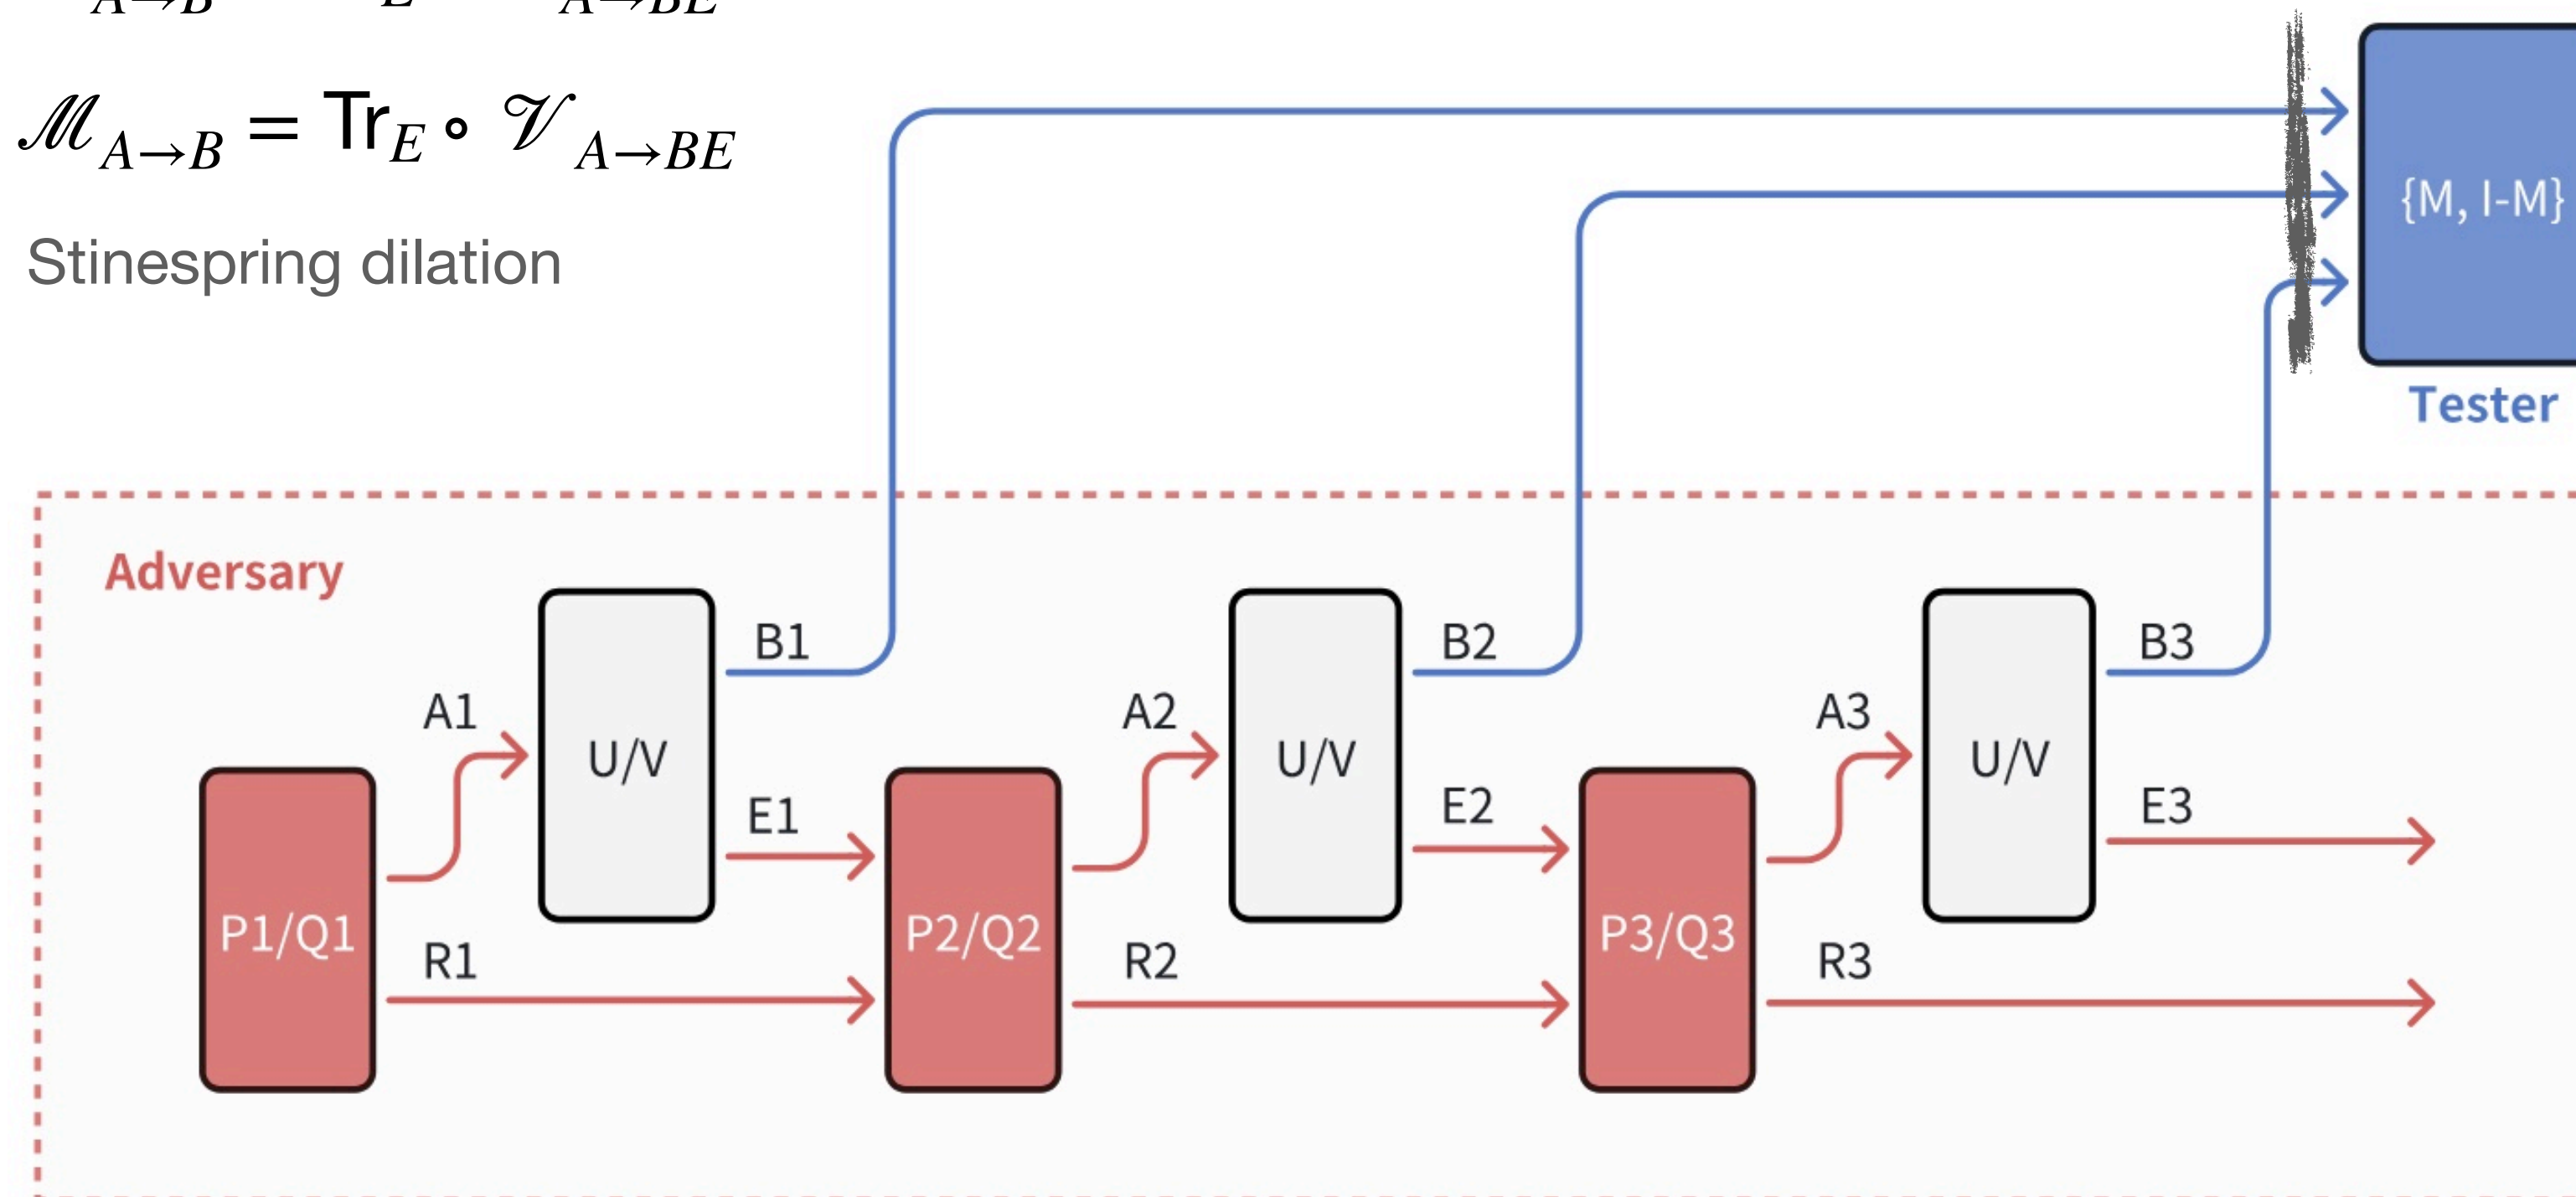 A→B E A→BE
ℳ_{A→B} = Tr_E ∘ 𝒱_{A→BE}
Stinespring dilation
{M, I-M}
Tester
Adversary
B1
B2
B3
A1
A2
A3
U/V
U/V
U/V
E1
E2
E3
P1/Q1
P2/Q2
P3/Q3
R1
R2
R3